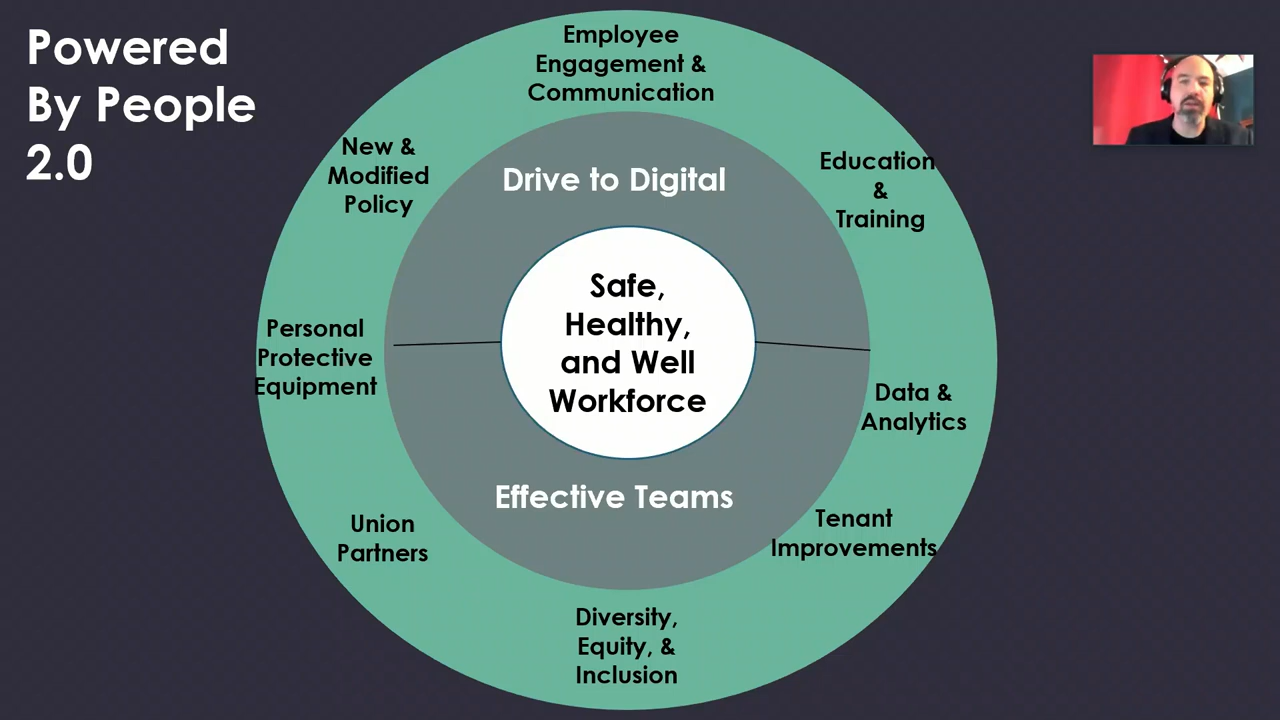 Powered
By People
2.0
Employee
Engagement &
Communication
New &
Modified
Policy
Education
&
Training
Drive to Digital
Safe,
Healthy,
and Well
Workforce
Personal
Protective
Equipment
Data &
Analytics
Effective Teams
Union
Partners
Tenant
Improvements
Diversity,
Equity, &
Inclusion